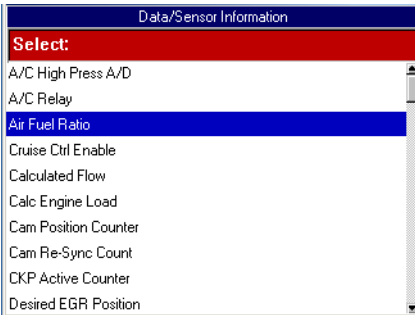 Data/Sensor Information
Select:
A/C High Press A/D
A/C Relay
Air Fuel Ratio
Cruise Ctrl Enable
Calculated Flow
Calc Engine Load
Cam Position Counter
Cam Re-Sync Count
CKP Active Counter
Desired EGR Position